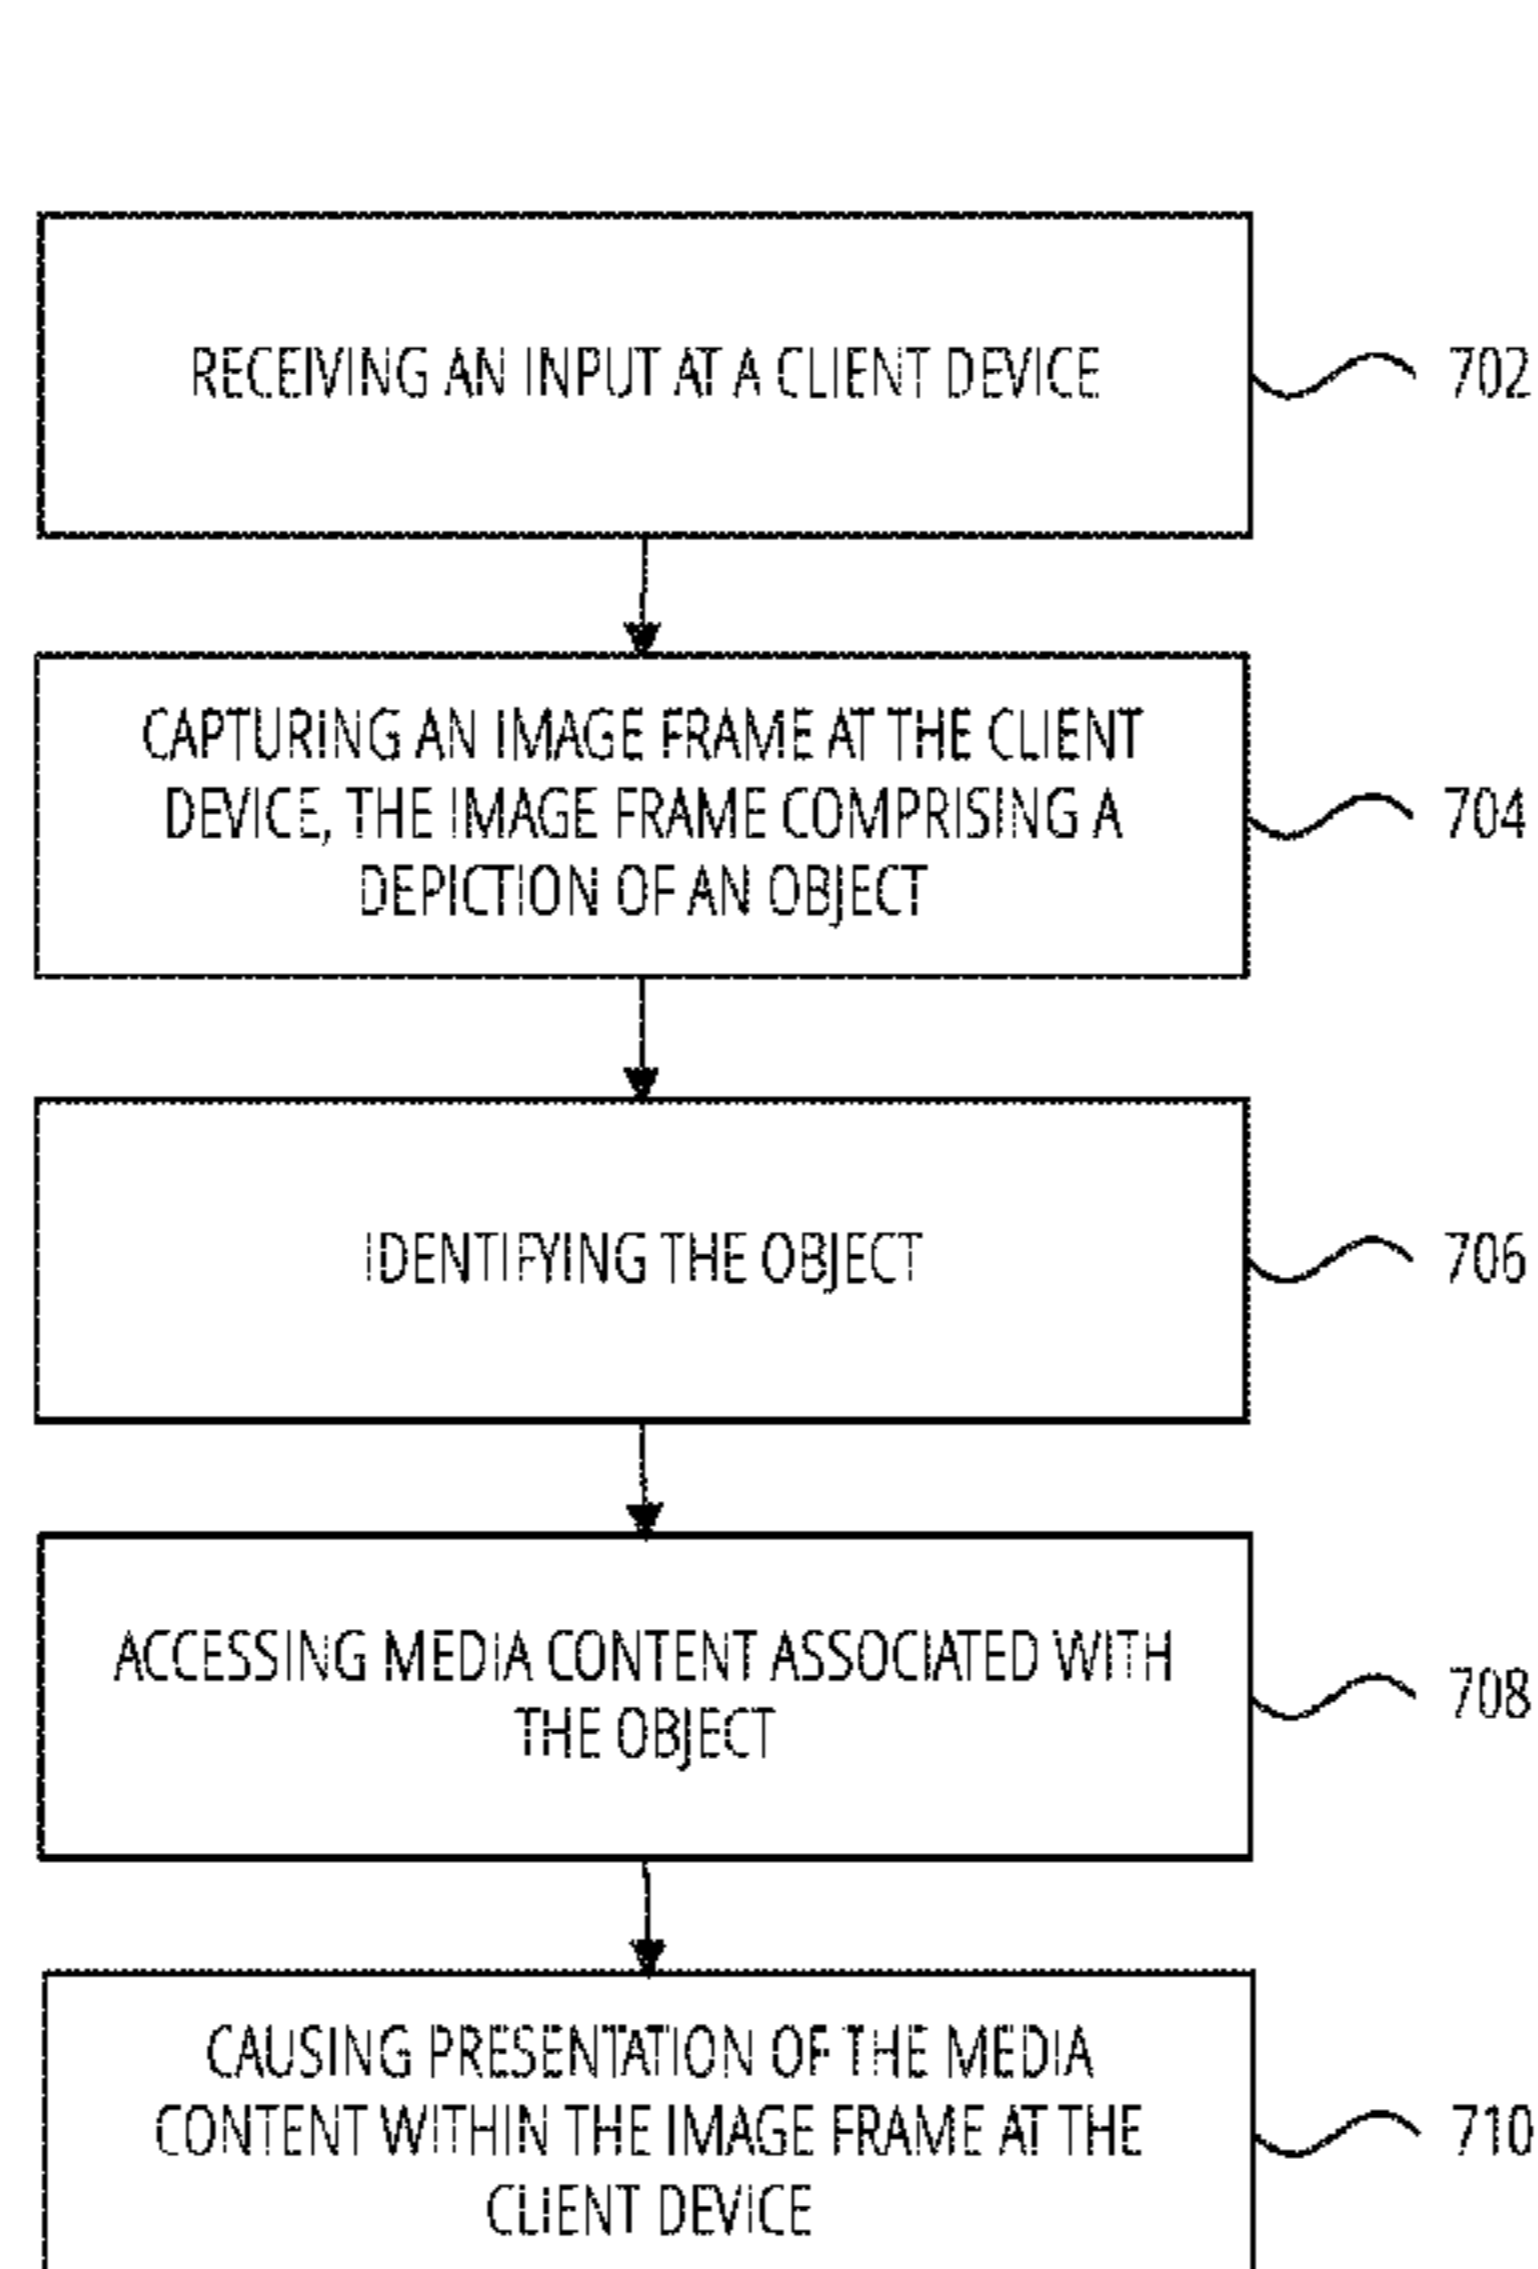 RECEIVING AN INPUT AT A CLIENT DEVICE
702
CAPTURING AN IMAGE FRAME AT THE CLIENT
DEVICE, THE IMAGE FRAME COMPRISING A
DEPICTION OF AN OBJECT
704
IDENTIFYING THE OBJECT
706
ACCESSING MEDIA CONTENT ASSOCIATED WITH
THE OBJECT
708
CAUSING PRESENTATION OF THE MEDIA
CONTENT WITHIN THE IMAGE FRAME AT THE
CLIENT DEVICE
710